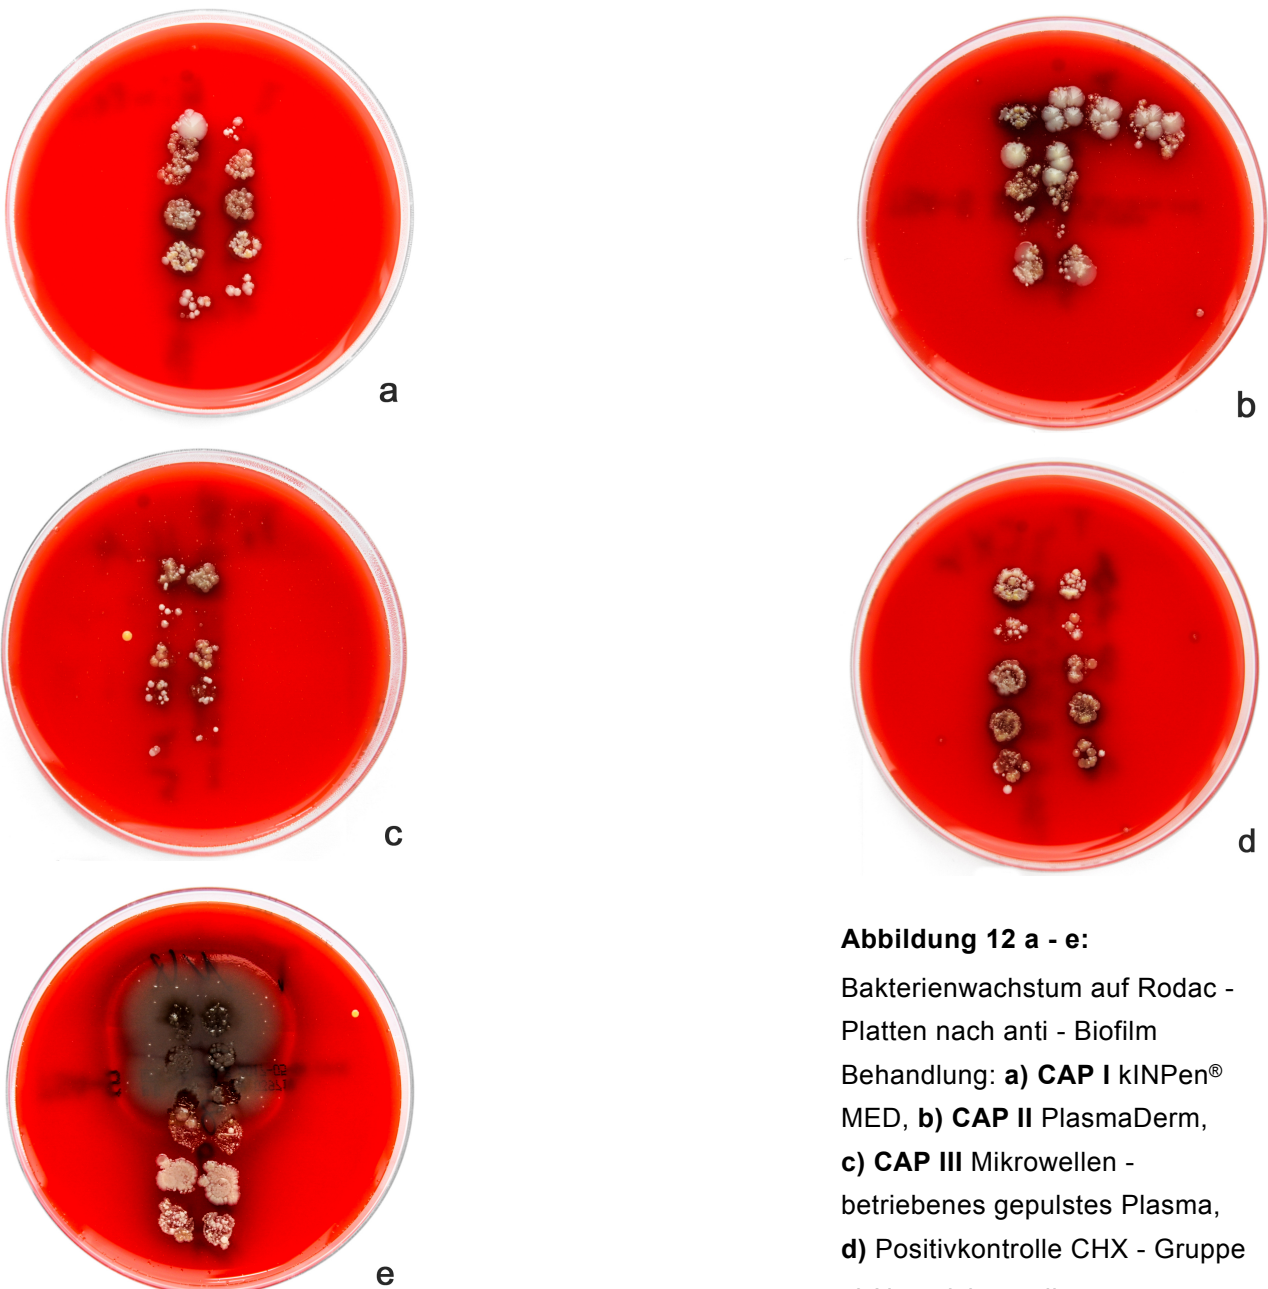 a
b
c
d
e
Abbildung 12 a - e:
Bakterienwachstum auf Rodac -
Platten nach anti - Biofilm
Behandlung: a) CAP I kINPen®
MED, b) CAP II PlasmaDerm,
c) CAP III Mikrowellen -
betriebenes gepulstes Plasma,
d) Positivkontrolle CHX - Gruppe